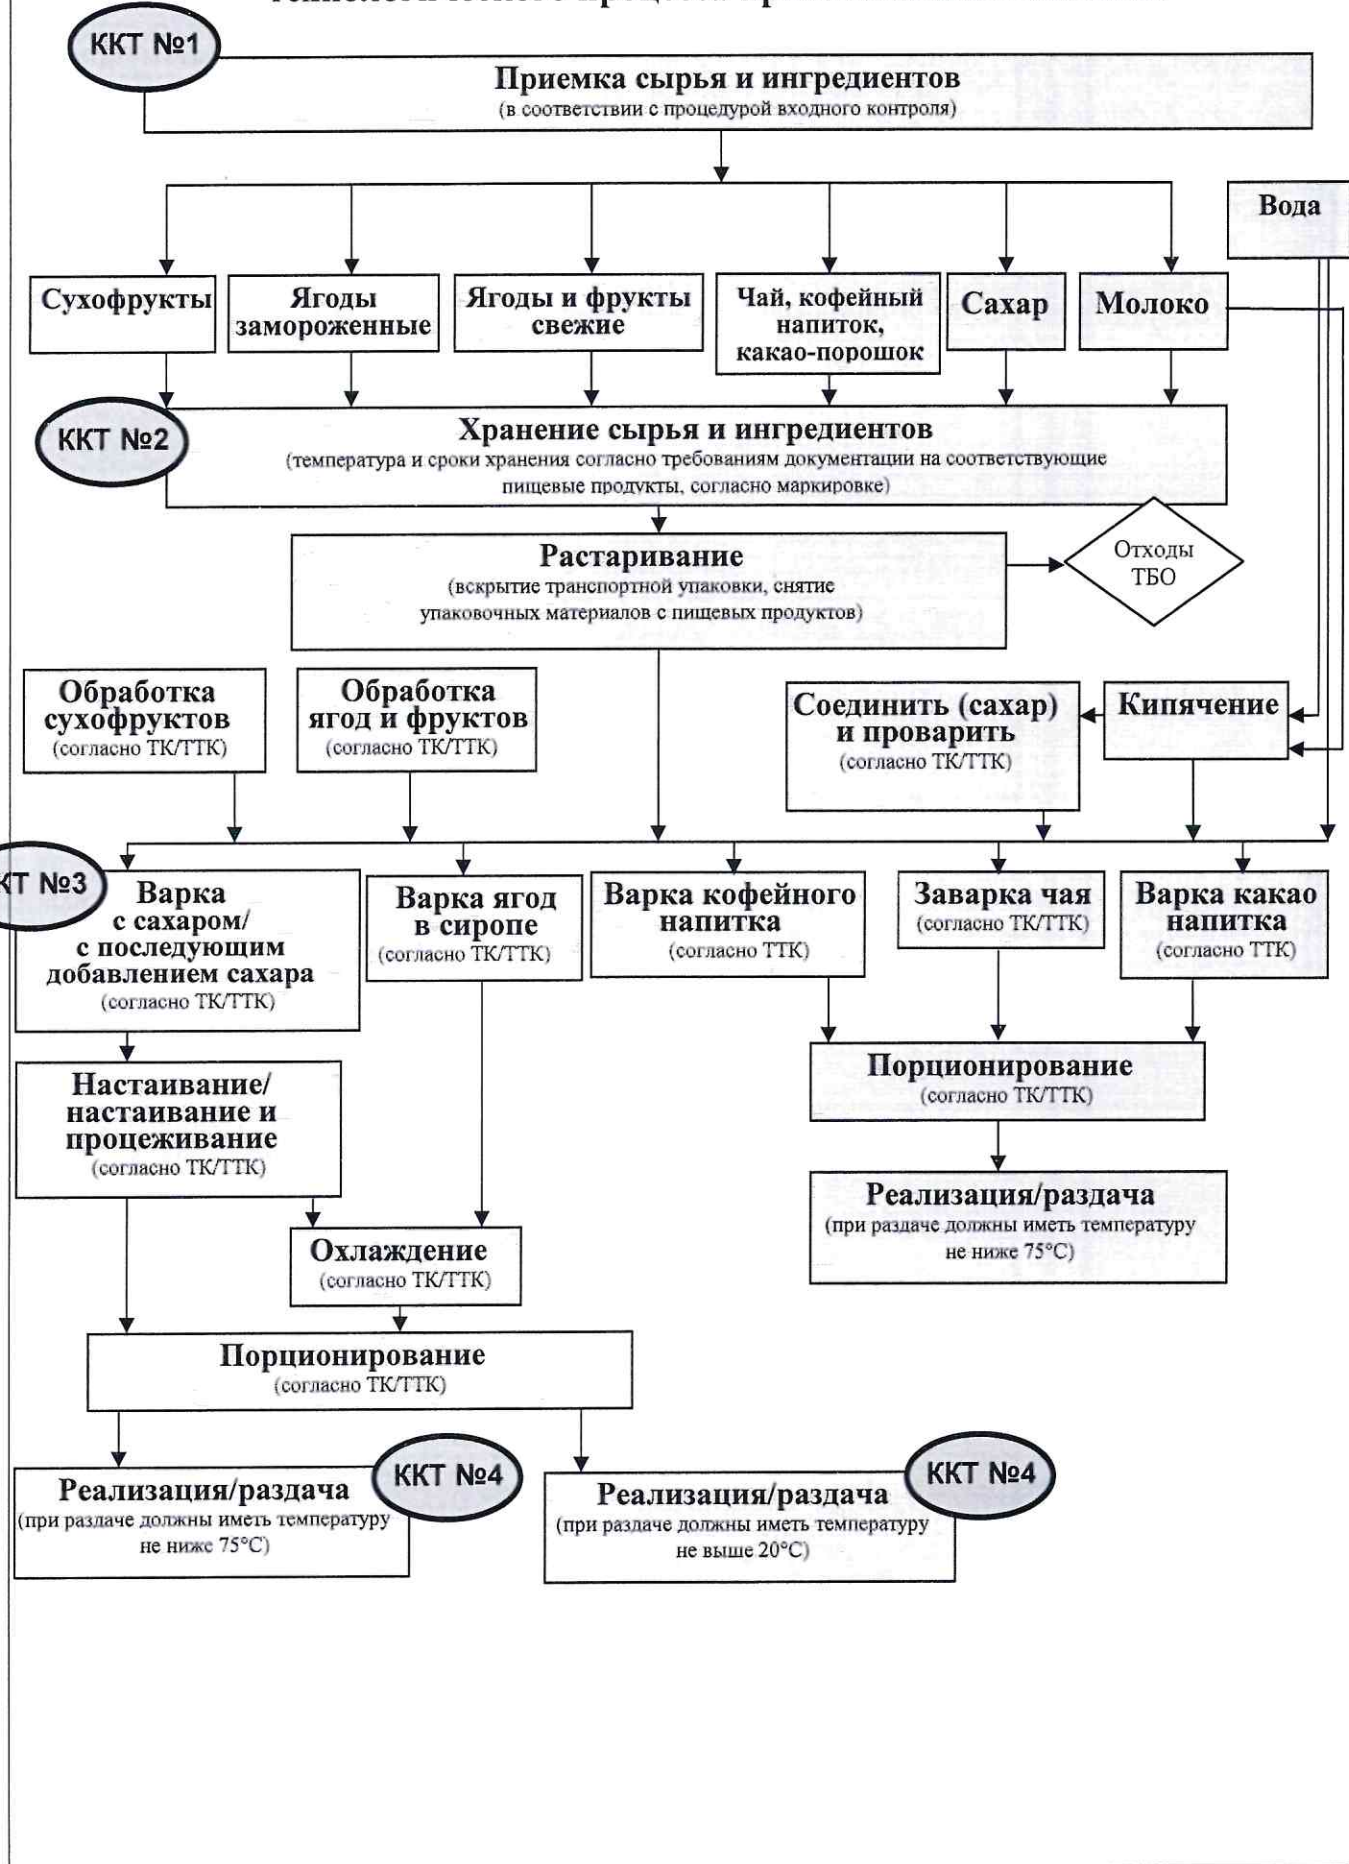 ККТ №1
Приемка сырья и ингредиентов
(в соответствии с процедурой входного контроля)
Вода
Сухофрукты
Ягоды
замороженные
Ягоды и фрукты
свежие
Чай, кофейный
напиток,
какао-порошок
Сахар
Молоко
ККТ №2
Хранение сырья и ингредиентов
(температура и сроки хранения согласно требованиям документации на соответствующие
пищевые продукты, согласно маркировке)
Растаривание
(вскрытие транспортной упаковки, снятие
упаковочных материалов с пищевых продуктов)
Отходы
ТБО
Обработка
сухофруктов
(согласно ТК/ТТК)
Обработка
ягод и фруктов
(согласно ТК/ТТК)
Соединить (сахар)
и проварить
(согласно ТК/ТТК)
Кипячение
КТ №3
Варка
с сахаром/
с последующим
добавлением сахара
(согласно ТК/ТТК)
Варка ягод
в сиропе
(согласно ТК/ТТК)
Варка кофейного
напитка
(согласно ТТК)
Заварка чая
(согласно ТК/ТТК)
Варка какао
напитка
(согласно ТТК)
Настаивание/
настаивание и
процеживание
(согласно ТК/ТТК)
Порционирование
(согласно ТК/ТТК)
Реализация/раздача
(при раздаче должны иметь температуру
не ниже 75°С)
Охлаждение
(согласно ТК/ТТК)
Порционирование
(согласно ТК/ТТК)
ККТ №4
Реализация/раздача
(при раздаче должны иметь температуру
не ниже 75°С)
ККТ №4
Реализация/раздача
(при раздаче должны иметь температуру
не выше 20°С)